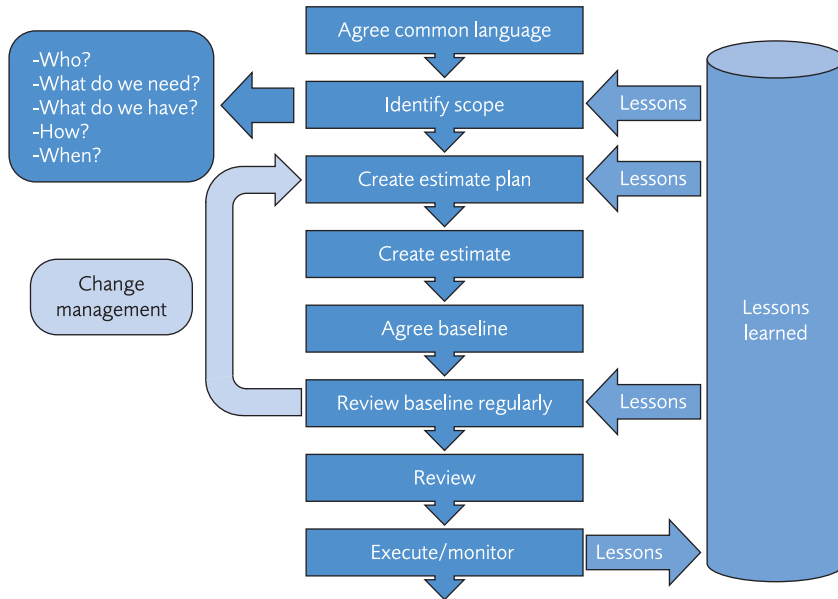 Agree common language
-Who?
-What do we need?
-What do we have?
-How?
-When?
Identify scope
Lessons
Create estimate plan
Lessons
Create estimate
Change
management
Agree baseline
Lessons
learned
Review baseline regularly
Lessons
Review
Execute/monitor
Lessons